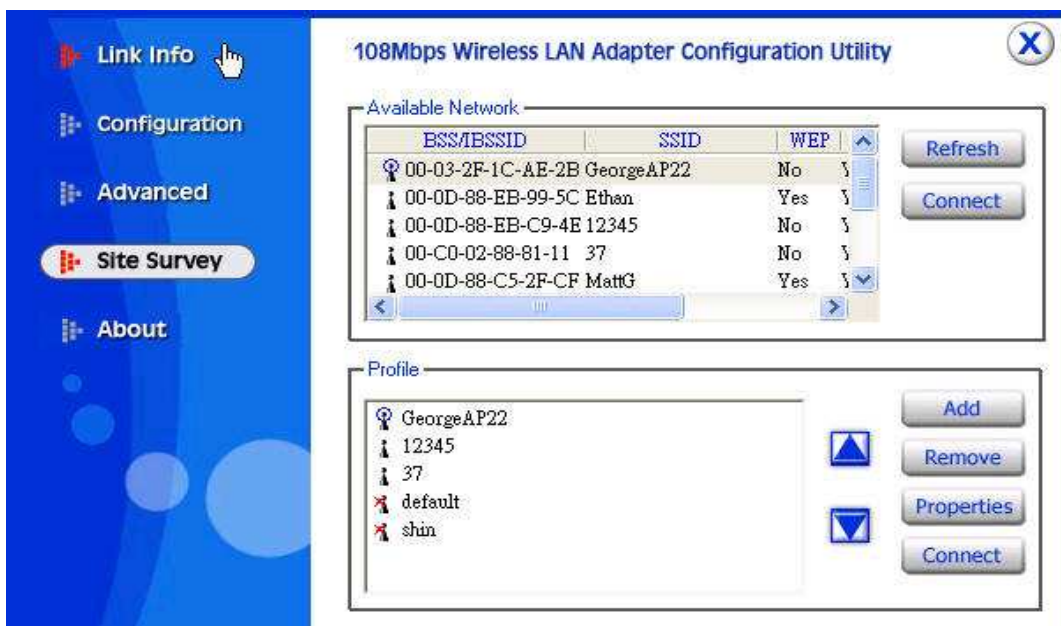 Link Info
Configuration
Advanced
Site Survey
About
108Mbps Wireless LAN Adapter Configuration Utility
X
Available Network
BSS/IBSSID SSID WEP
00-03-2F-1C-AE-2B GeorgeAP22 No
00-0D-88-EB-99-5C Ethan Yes
00-0D-88-EB-C9-4E 12345 No
00-C0-02-88-81-11 37 No
00-0D-88-C5-2F-CF MattG Yes
Refresh
Connect
Profile
GeorgeAP22
12345
37
default
shin
Add
Remove
Properties
Connect